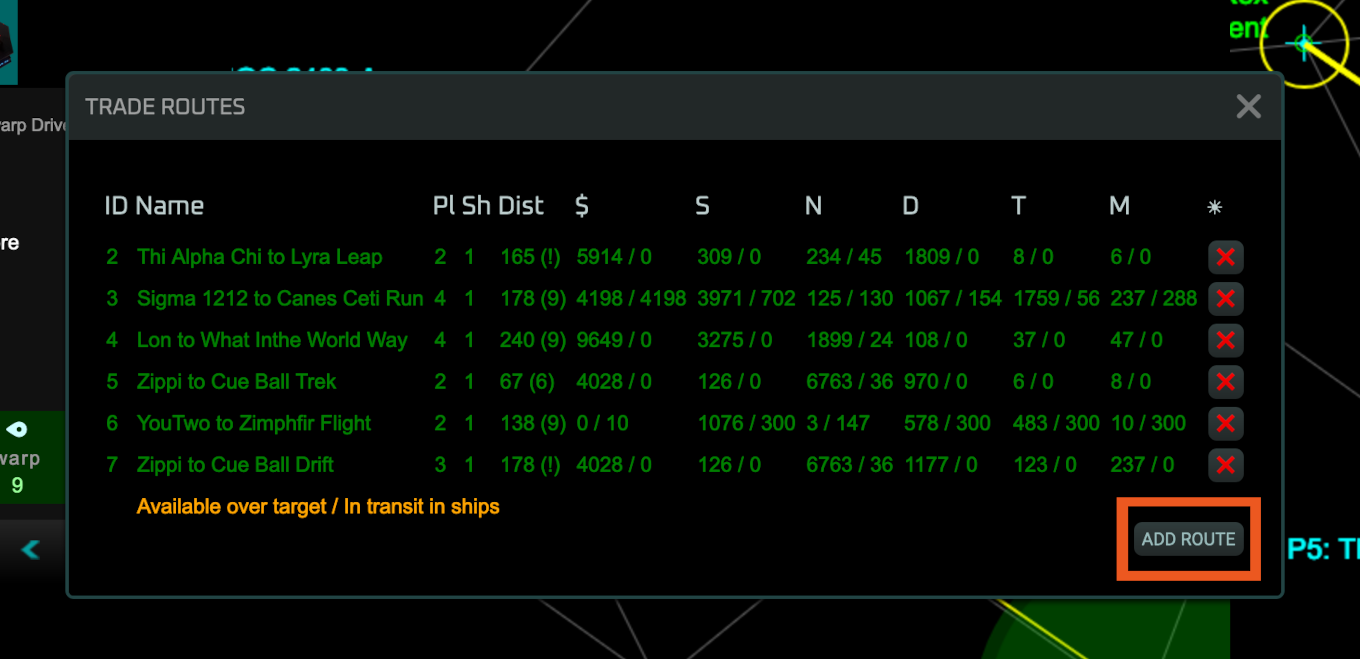 TRADE ROUTES
ID Name Pl Sh Dist $ S N D T M ☀
2 Thi Alpha Chi to Lyra Leap 2 1 165 (!) 5914 / 0 309 / 0 234 / 45 1809 / 0 8 / 0 6 / 0
3 Sigma 1212 to Canes Ceti Run 4 1 178 (9) 4198 / 4198 3971 / 702 125 / 130 1067 / 154 1759 / 56 237 / 288
4 Lon to What Inthe World Way 4 1 240 (9) 9649 / 0 3275 / 0 1899 / 24 108 / 0 37 / 0 47 / 0
5 Zippi to Cue Ball Trek 2 1 67 (6) 4028 / 0 126 / 0 6763 / 36 970 / 0 6 / 0 8 / 0
6 YouTwo to Zimphfir Flight 2 1 138 (9) 0 / 10 1076 / 300 3 / 147 578 / 300 483 / 300 10 / 300
7 Zippi to Cue Ball Drift 3 1 178 (!) 4028 / 0 126 / 0 6763 / 36 1177 / 0 123 / 0 237 / 0
Available over target / In transit in ships
ADD ROUTE
arp Drive
re
warp
9
ent
P5: T